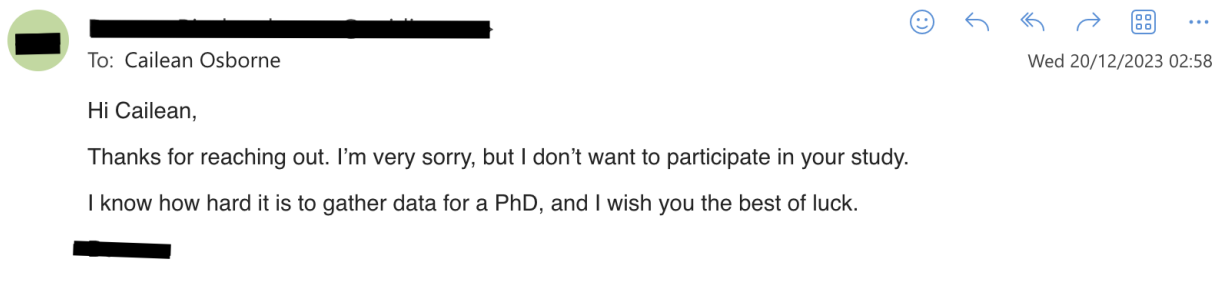 To: Cailean Osborne
Wed 20/12/2023 02:58
Hi Cailean,
Thanks for reaching out. I’m very sorry, but I don’t want to participate in your study.
I know how hard it is to gather data for a PhD, and I wish you the best of luck.